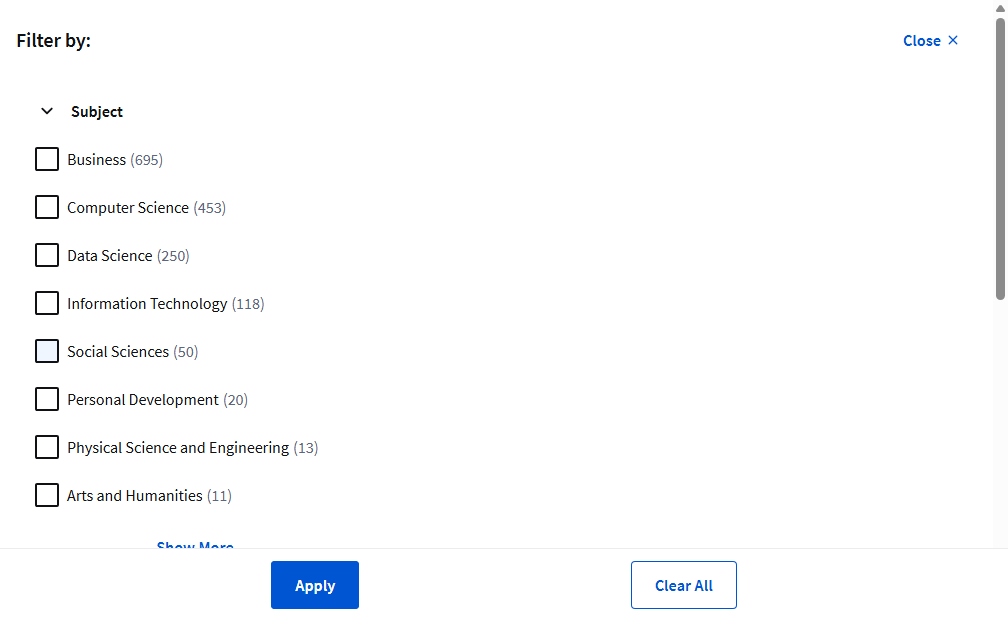 Filter by:
Close ×
Subject
Business (695)
Computer Science (453)
Data Science (250)
Information Technology (118)
Social Sciences (50)
Personal Development (20)
Physical Science and Engineering (13)
Arts and Humanities (11)
Show More
Apply
Clear All